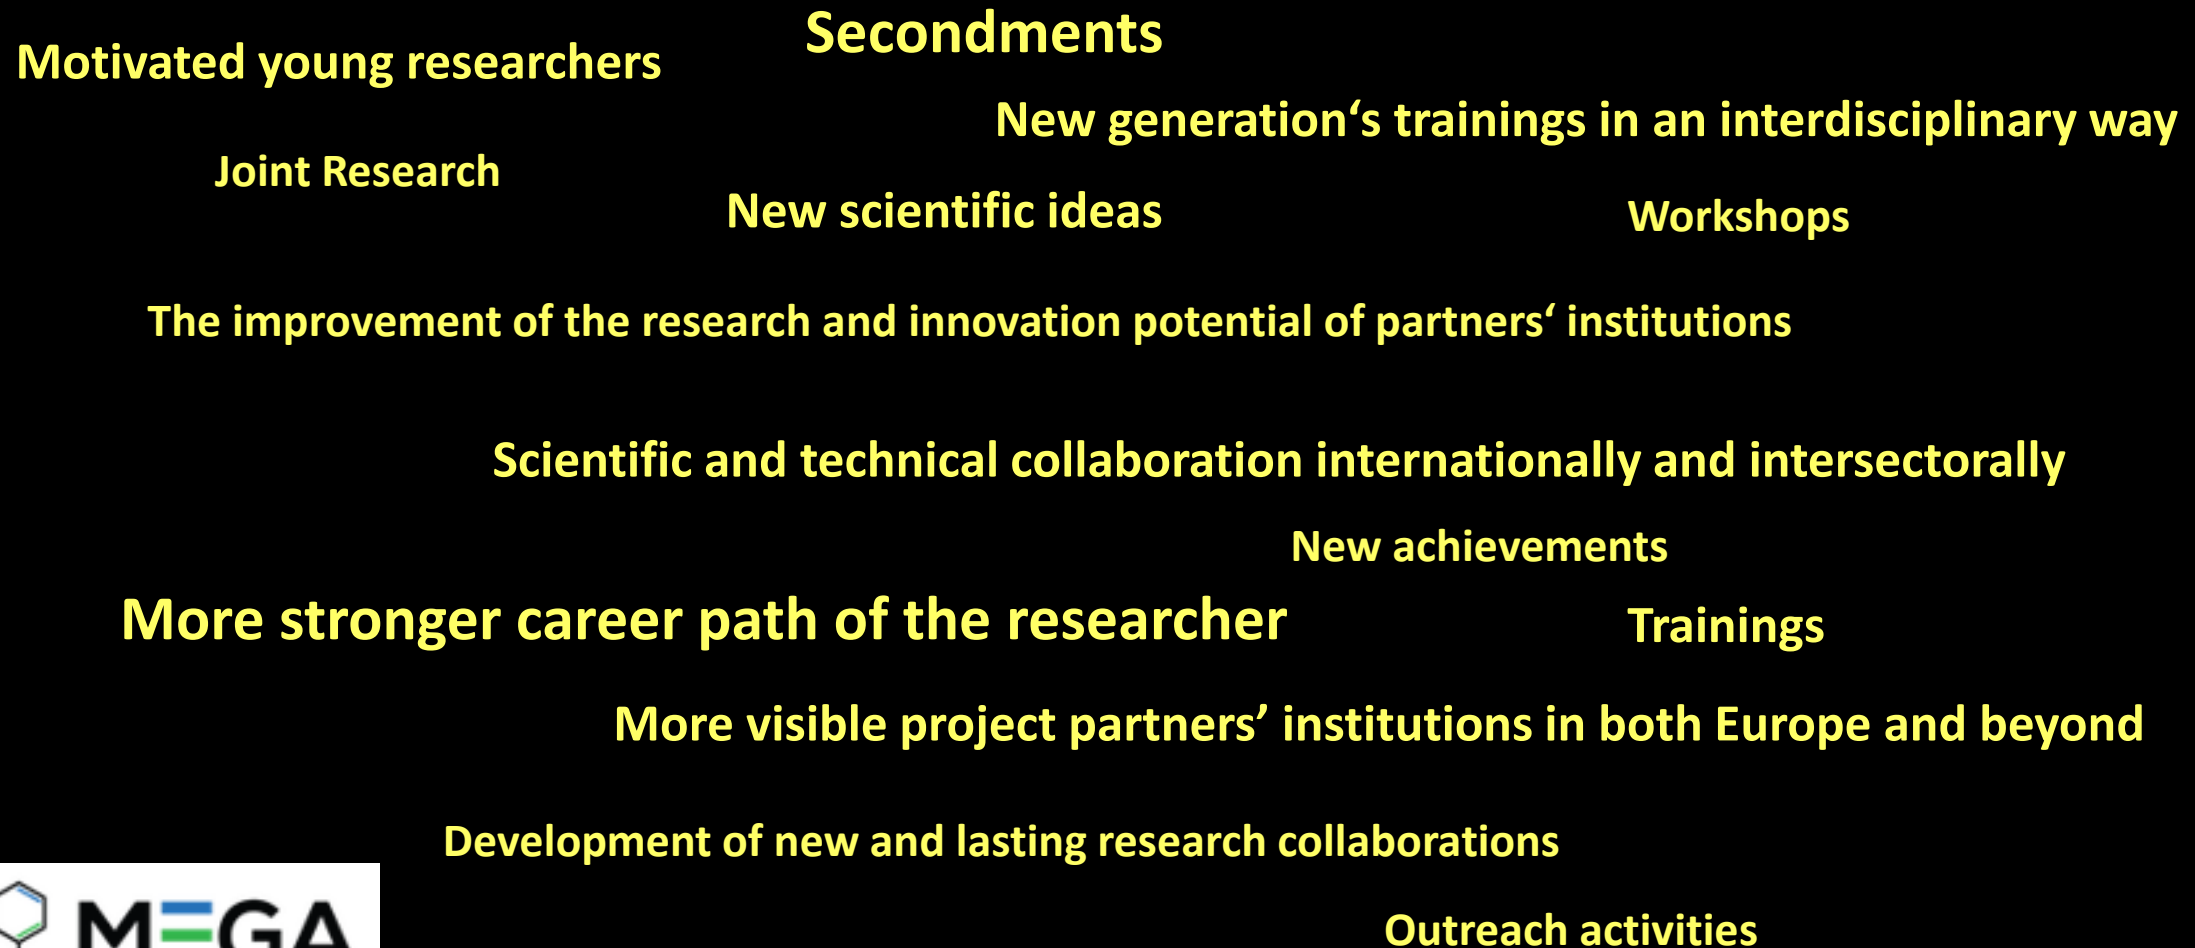 Secondments
Motivated young researchers
New generation‘s trainings in an interdisciplinary way
Joint Research
New scientific ideas
Workshops
The improvement of the research and innovation potential of partners‘ institutions
Scientific and technical collaboration internationally and intersectorally
New achievements
More stronger career path of the researcher
Trainings
More visible project partners’ institutions in both Europe and beyond
Development of new and lasting research collaborations
MEGA
Outreach activities